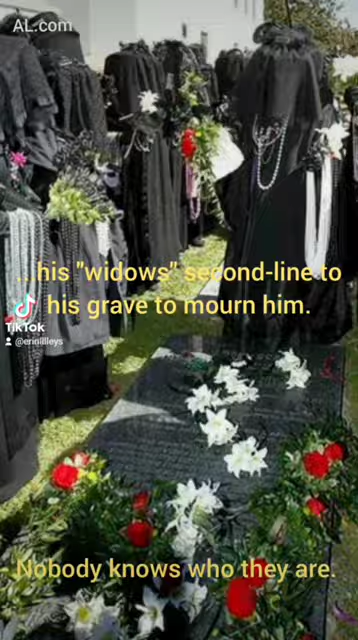 AL.com
...his "widows" second-line to
his grave to mourn him.
TikTok
@erinilleys
Nobody knows who they are.